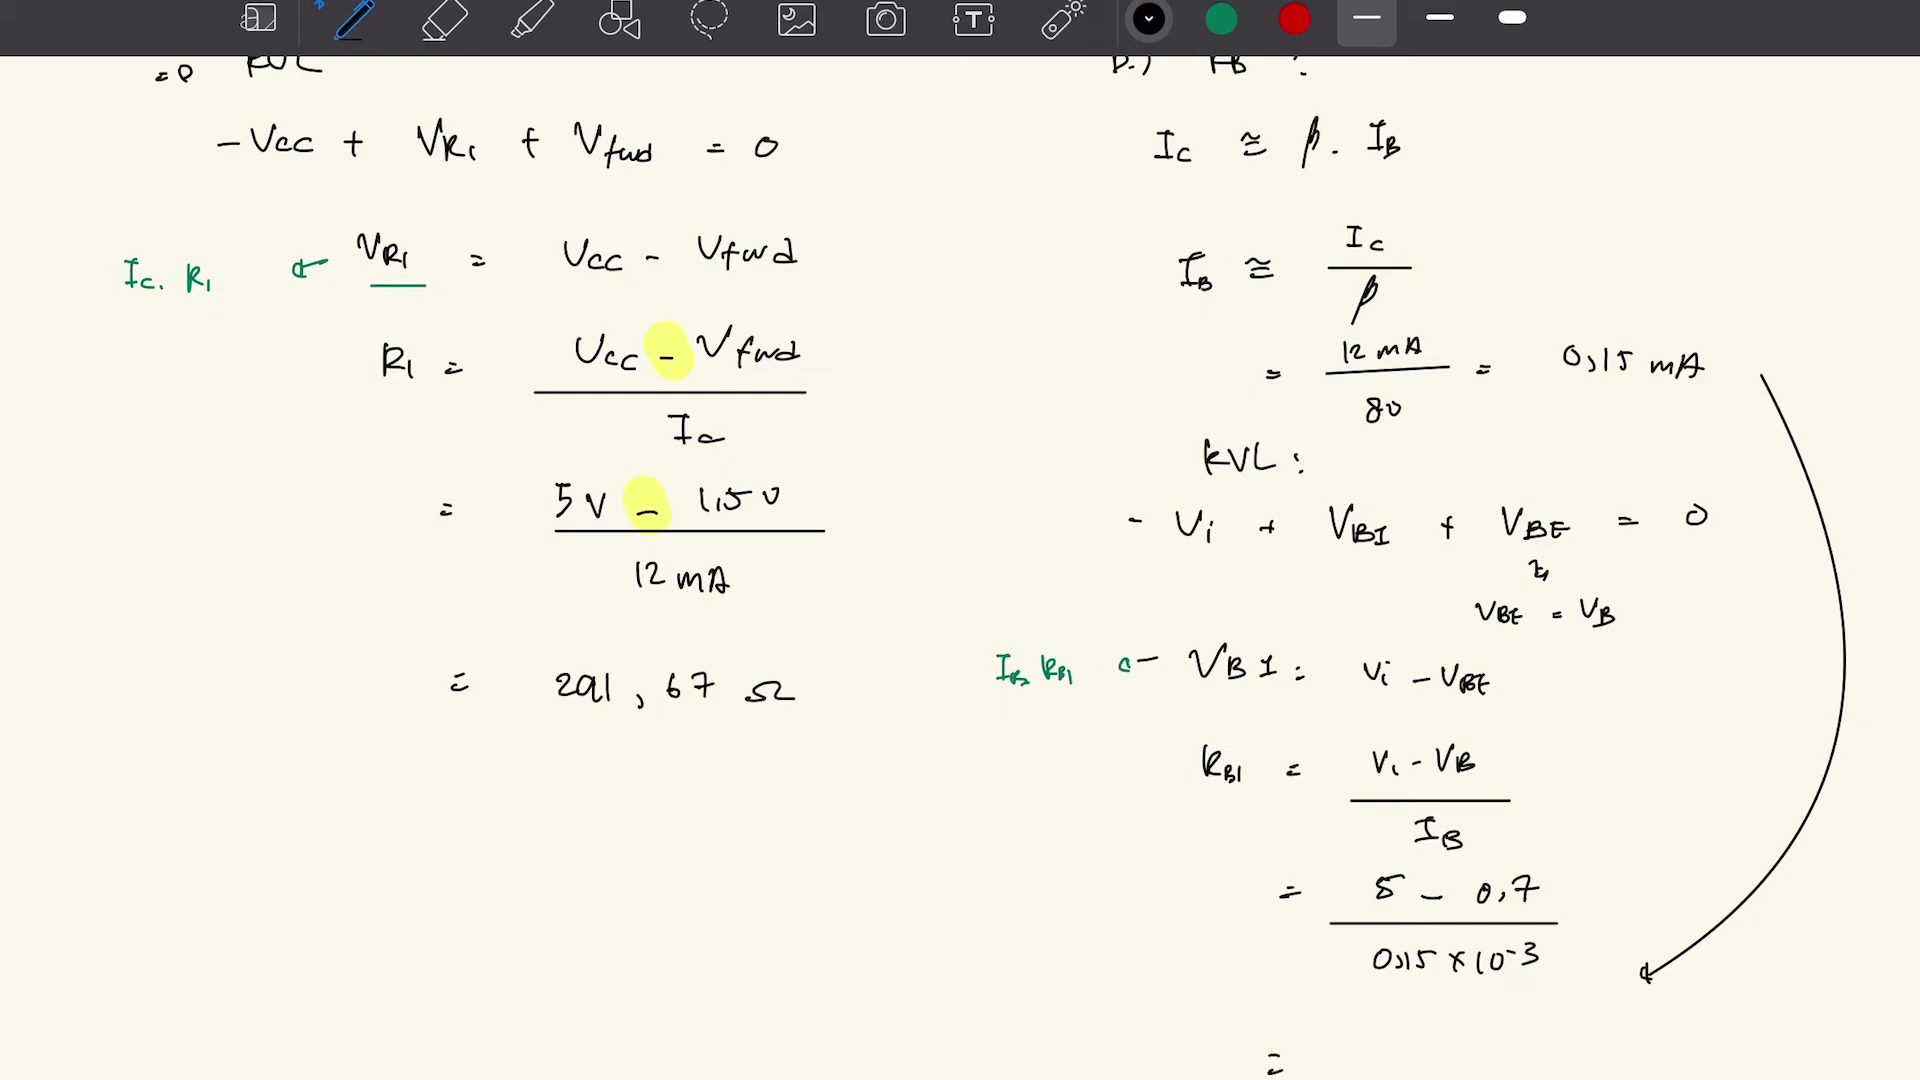 =D KVL
-Vcc + VR1 + Vfwd = 0
Ic. R1 ← VR1 = Vcc - Vfwd
R1 = Vcc - Vfwd
Ic
= 5V - 1,5V
12 mA
= 291,67 Ω
b.) RB ?
Ic ≅ β. IB
IB ≅ Ic
β
= 12 mA = 0,15 mA
80
KVL :
- Vi + VB1 + VBE = 0
VBE = VB
IB. RB1 ← VB1 = Vi - VBE
RB1 = Vi - VB
IB
= 5 - 0,7
0,15 x 10-3
=